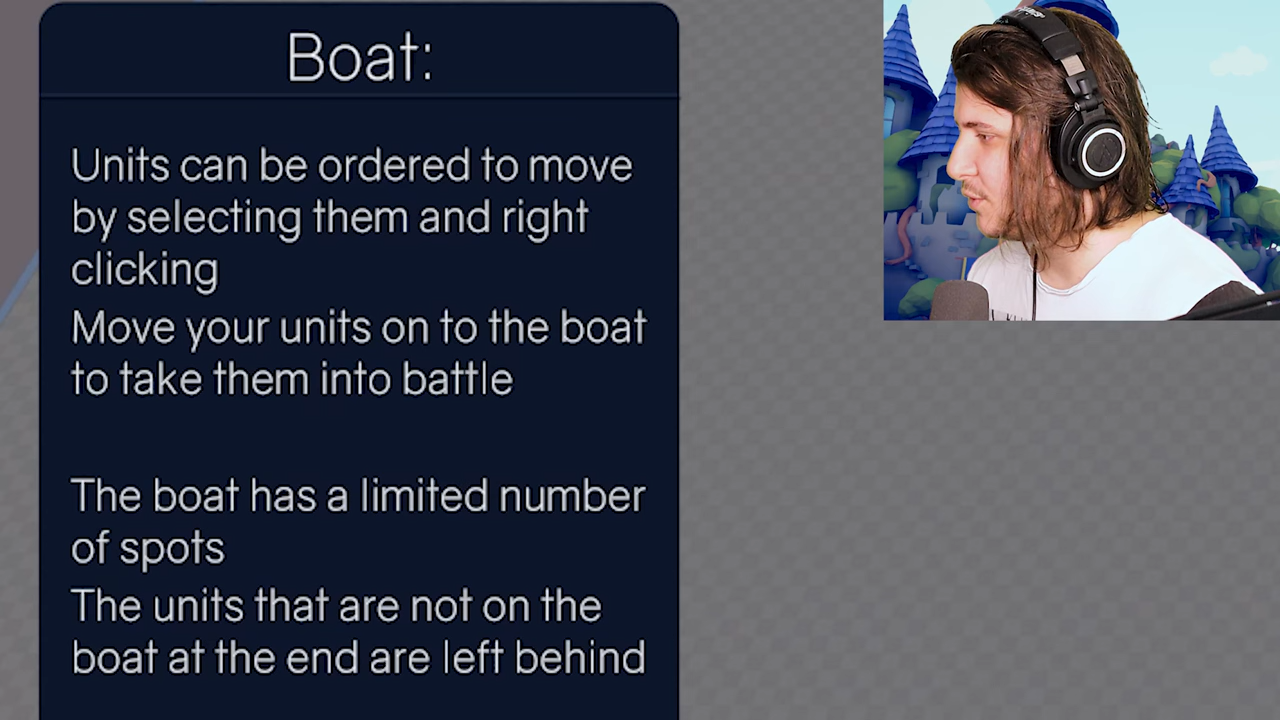 Boat:
Units can be ordered to move
by selecting them and right
clicking
Move your units on to the boat
to take them into battle
The boat has a limited number
of spots
The units that are not on the
boat at the end are left behind